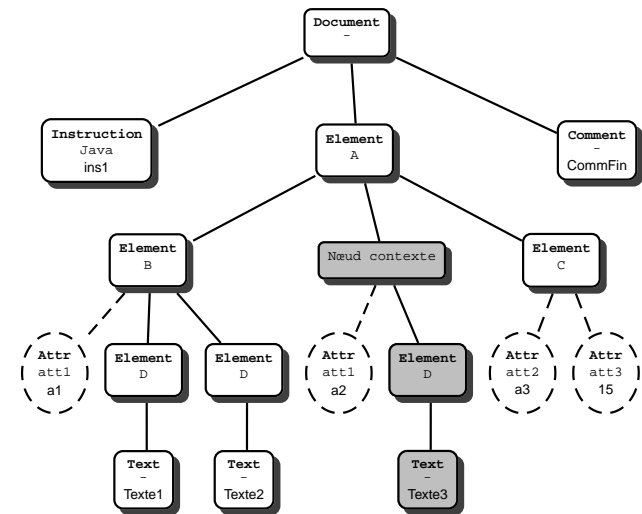 Document
-
Instruction
Java
ins1
Element
A
Comment
-
CommFin
Element
B
Nœud contexte
Element
C
Attr
att1
a1
Element
D
Element
D
Attr
att1
a2
Element
D
Attr
att2
a3
Attr
att3
15
Text
-
Texte1
Text
-
Texte2
Text
-
Texte3